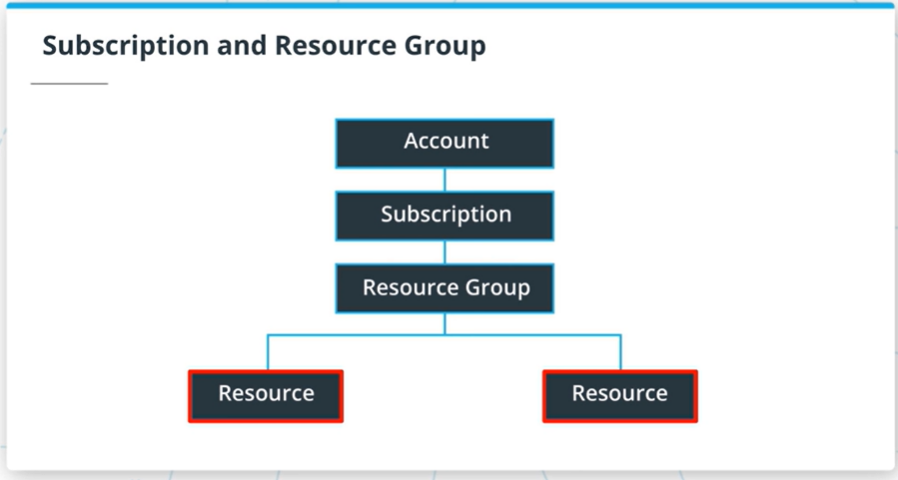 Subscription and Resource Group
Account
Subscription
Resource Group
Resource
Resource